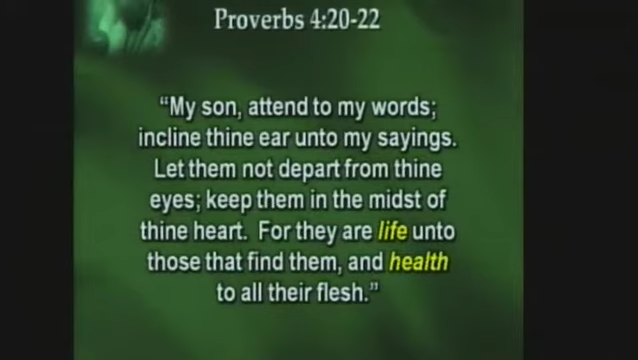 Proverbs 4:20-22
“My son, attend to my words;
incline thine ear unto my sayings.
Let them not depart from thine
eyes; keep them in the midst of
thine heart. For they are life unto
those that find them, and health
to all their flesh.”